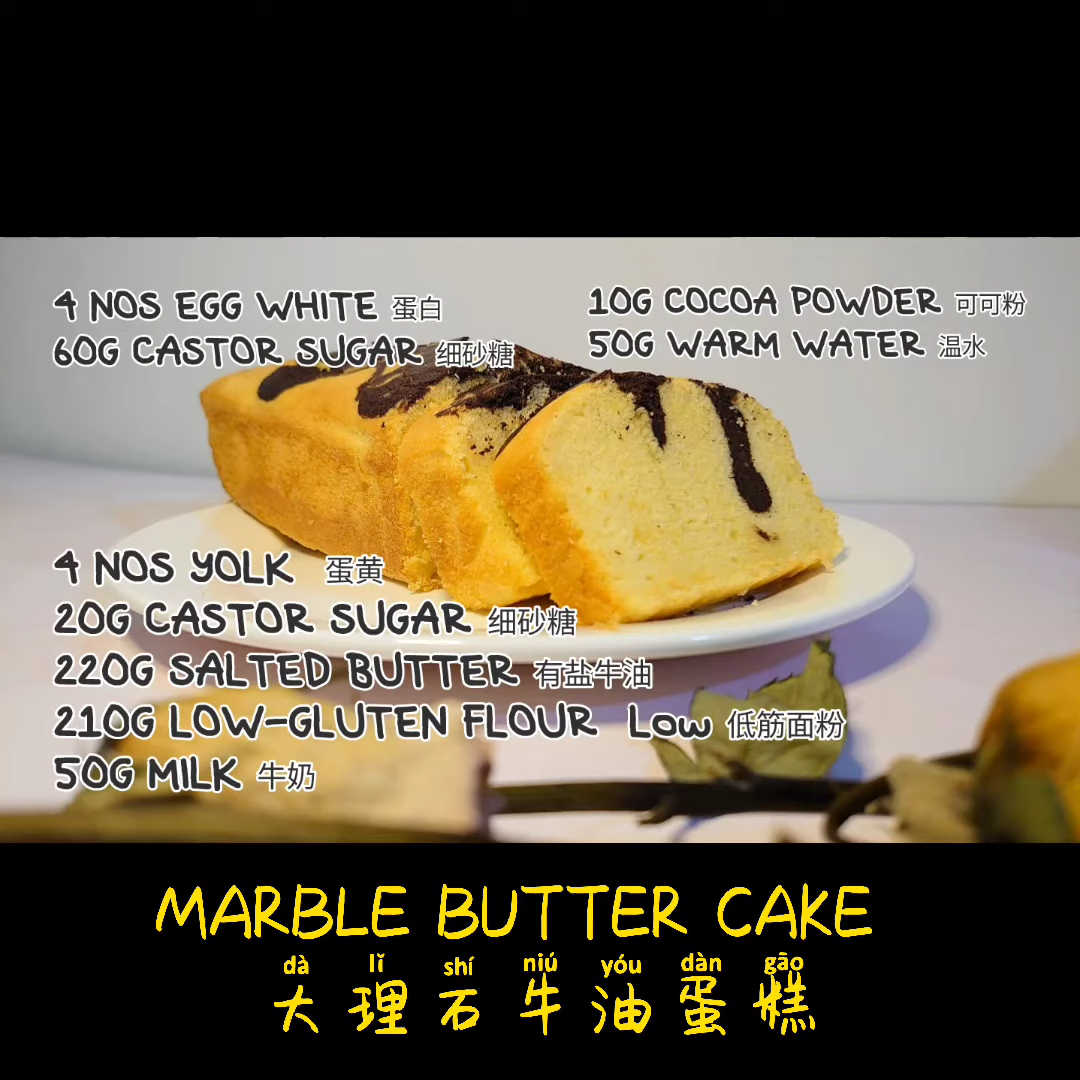 4 NOS EGG WHITE 蛋白
60G CASTOR SUGAR 细砂糖
10G COCOA POWDER 可可粉
50G WARM WATER 温水
4 NOS YOLK 蛋黄
20G CASTOR SUGAR 细砂糖
220G SALTED BUTTER 有盐牛油
210G LOW-GLUTEN FLOUR Low 低筋面粉
50G MILK 牛奶
MARBLE BUTTER CAKE
dà lǐ shí niú yóu dàn gāo
大理石牛油蛋糕